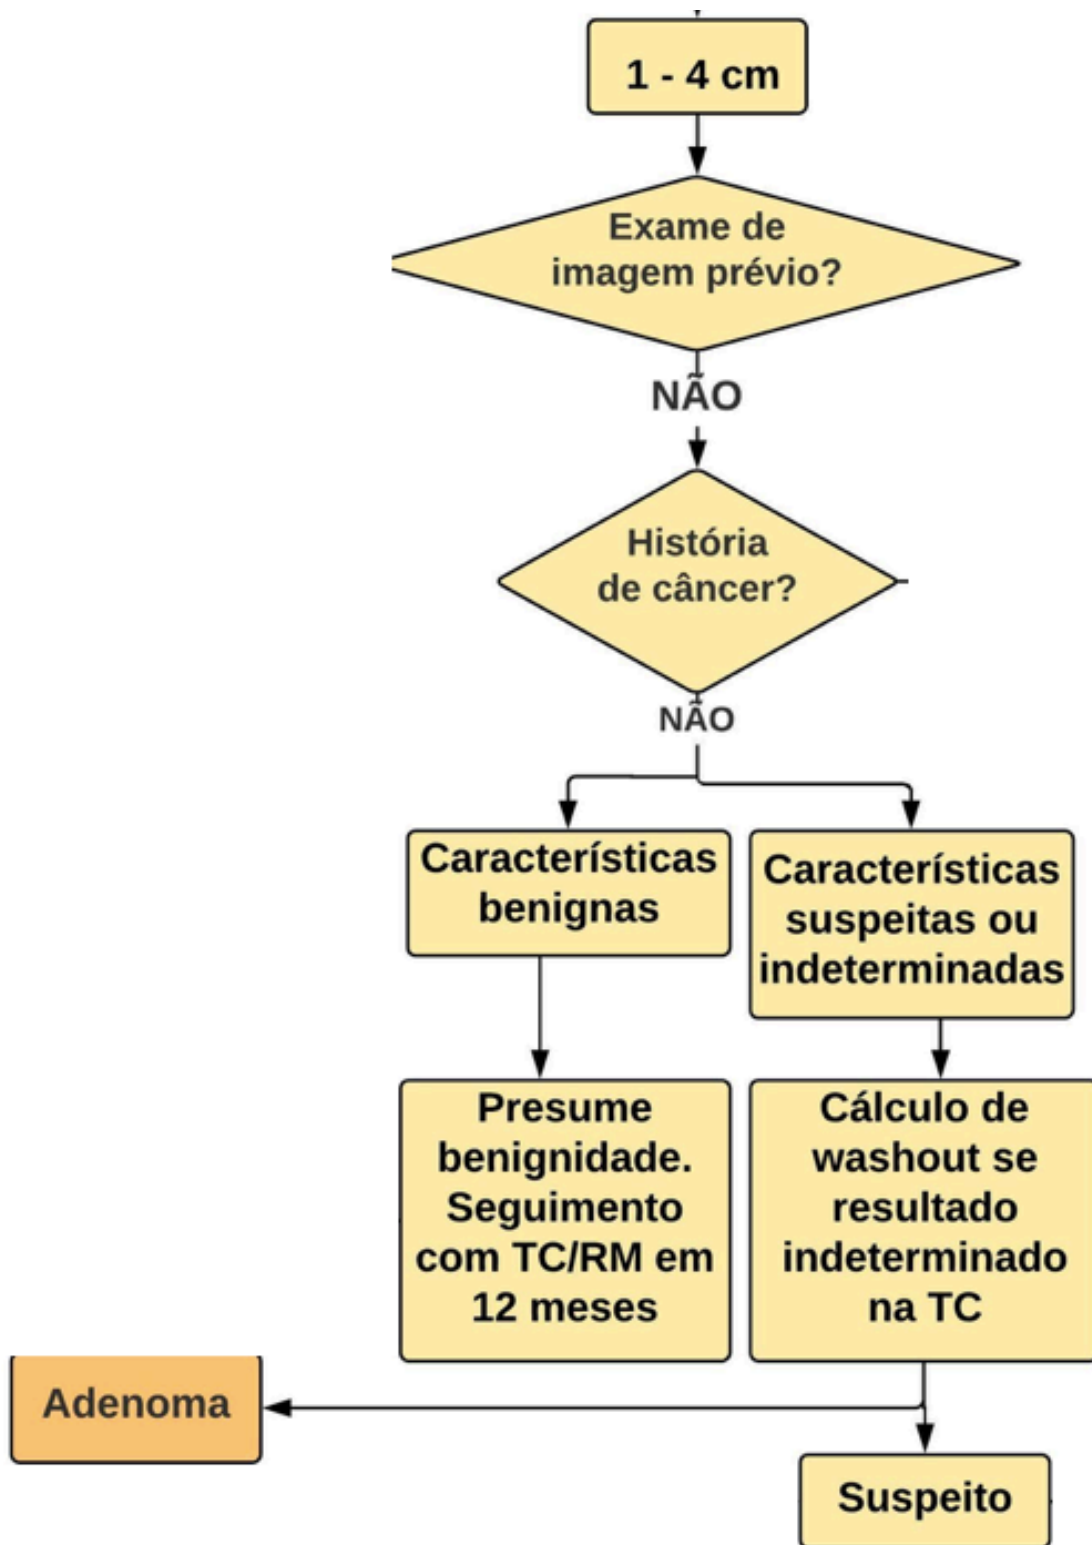 1 - 4 cm
Exame de
imagem prévio?
NÃO
História
de câncer?
NÃO
Características
benignas
Características
suspeitas ou
indeterminadas
Presume
benignidade.
Seguimento
com TC/RM em
12 meses
Cálculo de
washout se
resultado
indeterminado
na TC
Adenoma
Suspeito